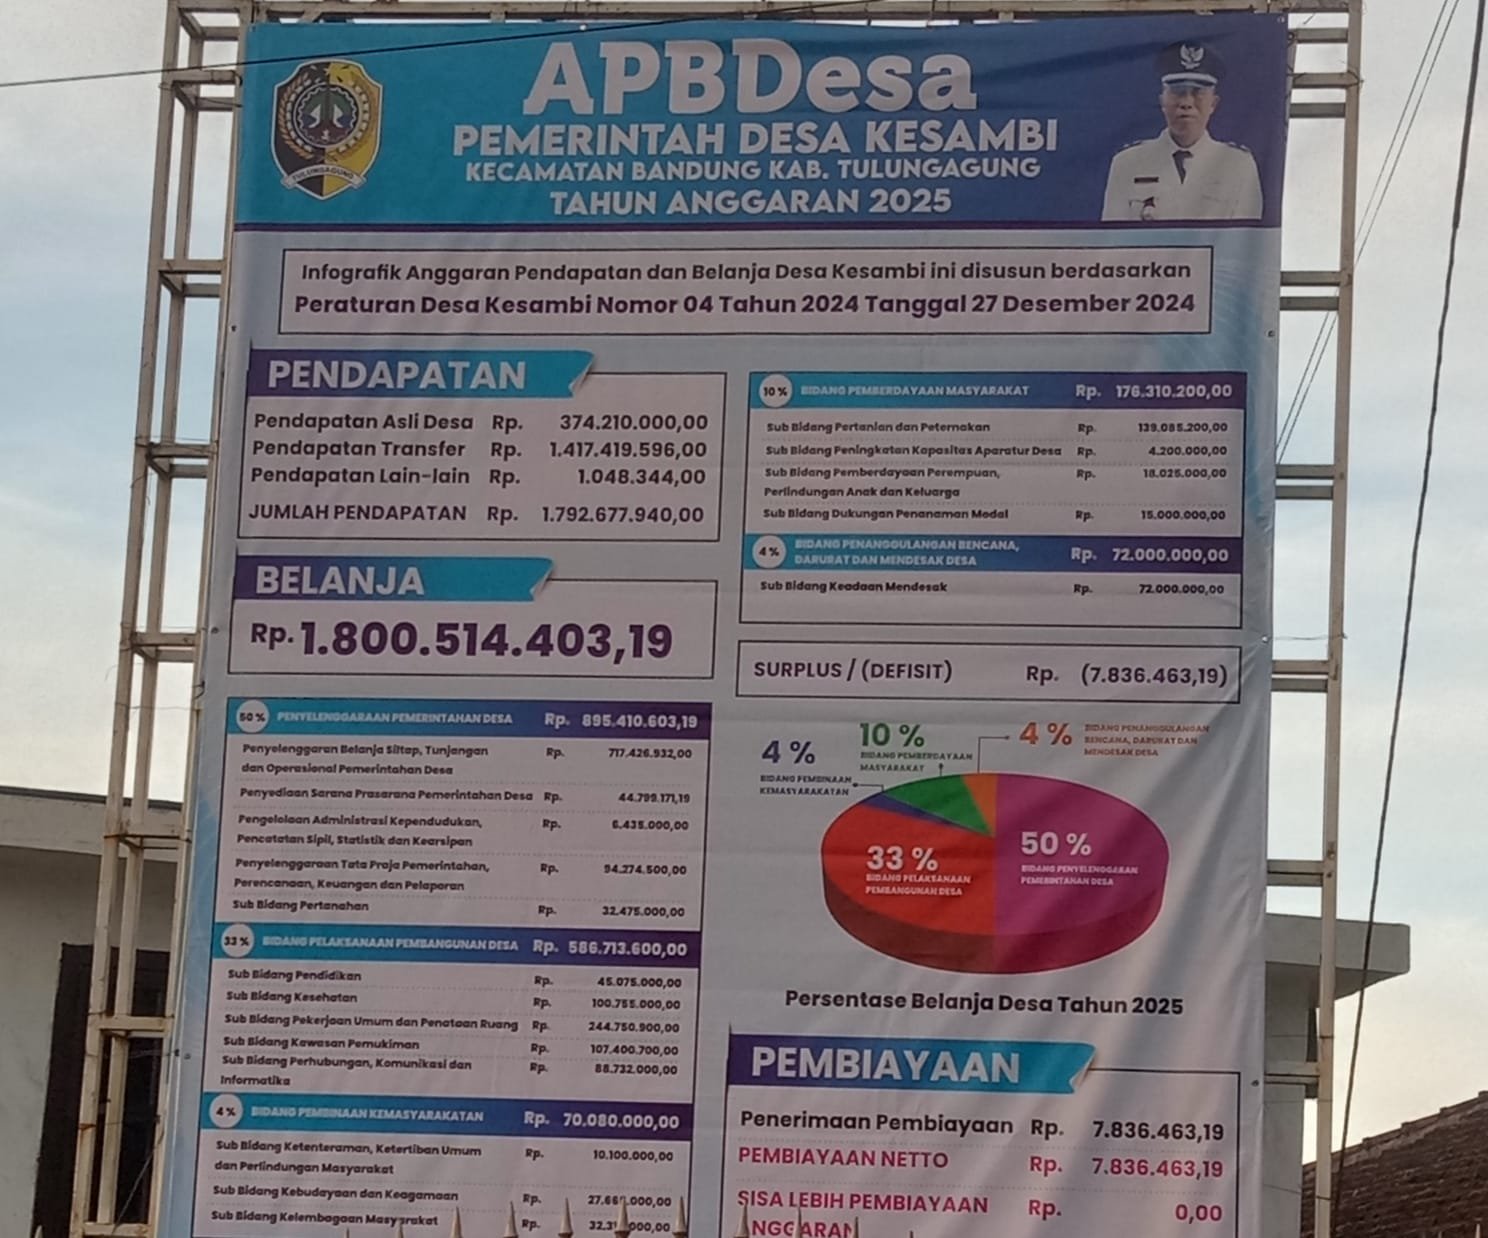 APBDesa
PEMERINTAH DESA KESAMBI
KECAMATAN BANDUNG KAB. TULUNGAGUNG
TAHUN ANGGARAN 2025
TULUNGAGUNG
Infografik Anggaran Pendapatan dan Belanja Desa Kesambi ini disusun berdasarkan
Peraturan Desa Kesambi Nomor 04 Tahun 2024 Tanggal 27 Desember 2024
PENDAPATAN
Pendapatan Asli Desa Rp. 374.210.000,00
Pendapatan Transfer Rp. 1.417.419.596,00
Pendapatan Lain-lain Rp. 1.048.344,00
JUMLAH PENDAPATAN Rp. 1.792.677.940,00
BELANJA
Rp. 1.800.514.403,19
50 % PENYELENGGARAAN PEMERINTAHAN DESA Rp. 895.410.603,19
Penyelenggaran Belanja Siltap, Tunjangan
dan Operasional Pemerintahan Desa Rp. 717.426.932,00
Penyediaan Sarana Prasarana Pemerintahan Desa Rp. 44.799.171,19
Pengelolaan Administrasi Kependudukan,
Pencatatan Sipil, Statistik dan Kearsipan Rp. 6.435.000,00
Penyelenggaraan Tata Praja Pemerintahan,
Perencanaan, Keuangan dan Pelaporan Rp. 94.274.500,00
Sub Bidang Pertanahan Rp. 32.475.000,00
33 % BIDANG PELAKSANAAN PEMBANGUNAN DESA Rp. 586.713.600,00
Sub Bidang Pendidikan Rp. 45.075.000,00
Sub Bidang Kesehatan Rp. 100.755.000,00
Sub Bidang Pekerjaan Umum dan Penataan Ruang Rp. 244.750.900,00
Sub Bidang Kawasan Pemukiman Rp. 107.400.700,00
Sub Bidang Perhubungan, Komunikasi dan
Informatika Rp. 88.732.000,00
4 % BIDANG PEMBINAAN KEMASYARAKATAN Rp. 70.080.000,00
Sub Bidang Ketenteraman, Ketertiban Umum
dan Perlindungan Masyarakat Rp. 10.100.000,00
Sub Bidang Kebudayaan dan Keagamaan Rp.
Sub Bidang Kelembagaan Masyarakat Rp.
10 % BIDANG PEMBERDAYAAN MASYARAKAT Rp. 176.310.200,00
Sub Bidang Pertanian dan Peternakan Rp. 139.085.200,00
Sub Bidang Peningkatan Kapasitas Aparatur Desa Rp. 4.200.000,00
Sub Bidang Pemberdayaan Perempuan,
Perlindungan Anak dan Keluarga Rp. 18.025.000,00
Sub Bidang Dukungan Penanaman Modal Rp. 15.000.000,00
4 % BIDANG PENANGGULANGAN BENCANA,
DARURAT DAN MENDESAK DESA Rp. 72.000.000,00
Sub Bidang Keadaan Mendesak Rp. 72.000.000,00
SURPLUS / (DEFISIT) Rp. (7.836.463,19)
4 %
BIDANG PEMBINAAN
KEMASYARAKATAN
10 %
BIDANG PEMBERDAYAAN
MASYARAKAT
4 %
BIDANG PENANGGULANGAN
BENCANA, DARURAT DAN
MENDESAK DESA
33 %
BIDANG PELAKSANAAN
PEMBANGUNAN DESA
50 %
BIDANG PENYELENGGARAAN
PEMERINTAHAN DESA
Persentase Belanja Desa Tahun 2025
PEMBIAYAAN
Penerimaan Pembiayaan Rp. 7.836.463,19
PEMBIAYAAN NETTO Rp. 7.836.463,19
SISA LEBIH PEMBIAYAAN Rp. 0,00
ANGGARAN